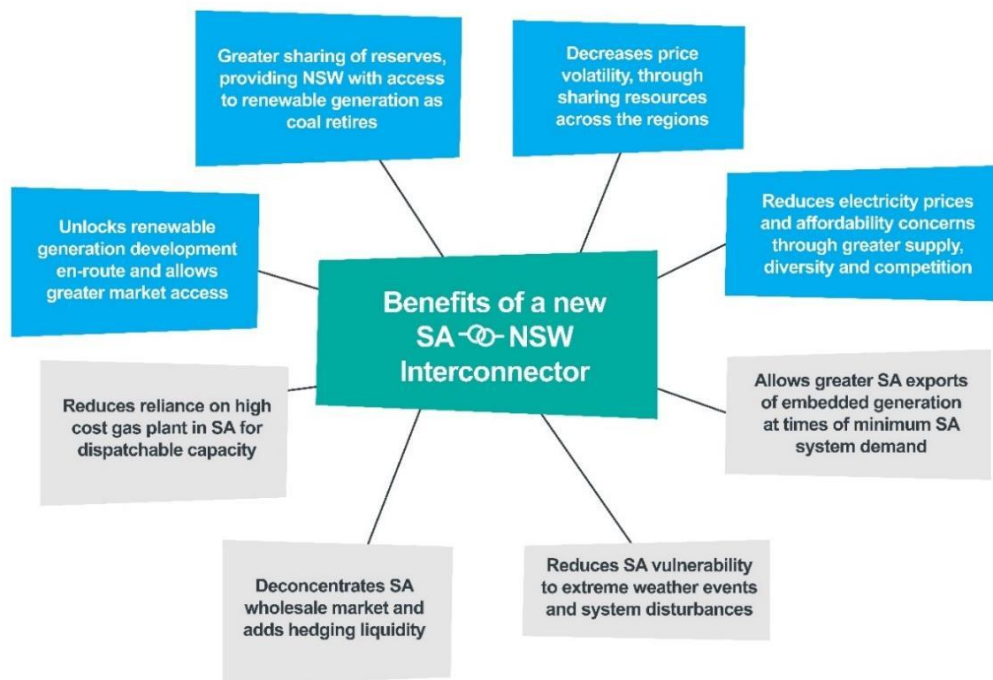 Greater sharing of reserves,
providing NSW with access
to renewable generation as
coal retires
Decreases price
volatility, through
sharing resources
across the regions
Unlocks renewable
generation development
en-route and allows
greater market access
Reduces electricity prices
and affordability concerns
through greater supply,
diversity and competition
Benefits of a new
SA NSW
Interconnector
Reduces reliance on high
cost gas plant in SA for
dispatchable capacity
Allows greater SA exports
of embedded generation
at times of minimum SA
system demand
Deconcentrates SA
wholesale market and
adds hedging liquidity
Reduces SA vulnerability
to extreme weather events
and system disturbances